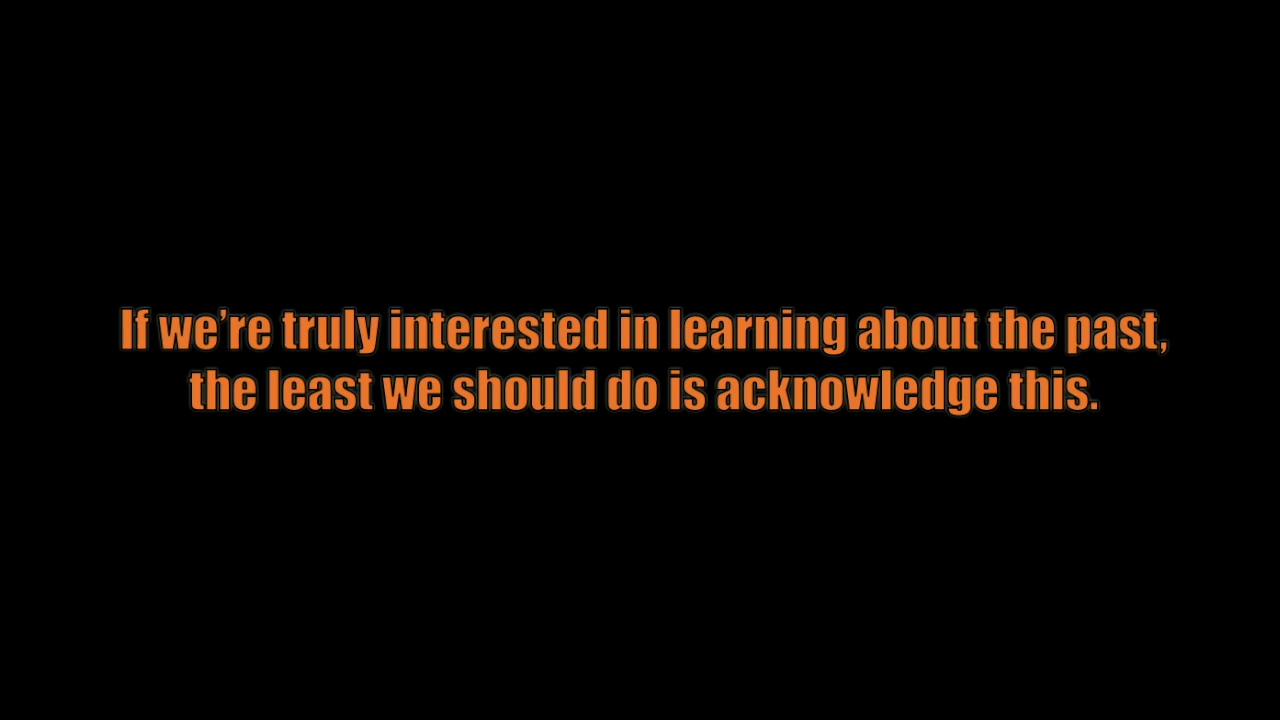 If we’re truly interested in learning about the past,
the least we should do is acknowledge this.